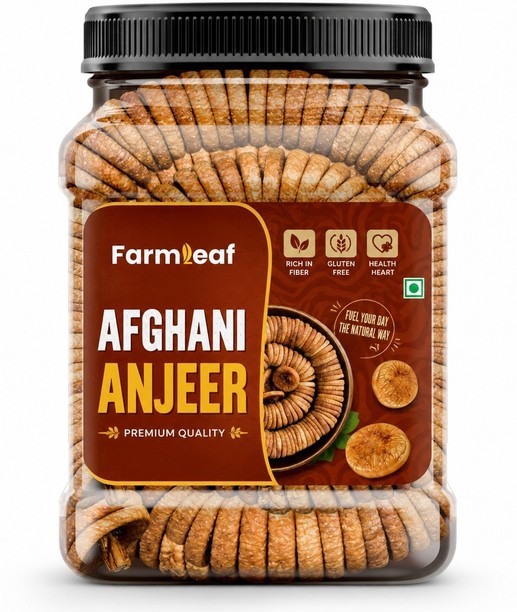 Farmleaf
RICH IN
FIBER
GLUTEN
FREE
HEALTH
HEART
AFGHANI
ANJEER
PREMIUM QUALITY
FUEL YOUR DAY
THE NATURAL WAY